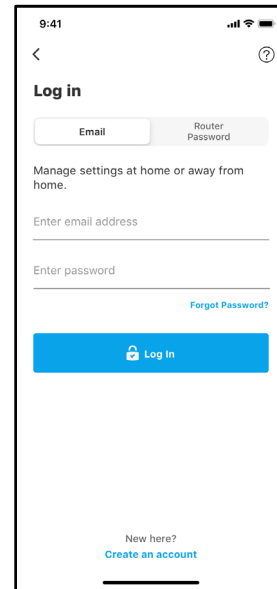 9:41
?
Log in
Email
Router
Password
Manage settings at home or away from
home.
Enter email address
Enter password
Forgot Password?
Log In
New here?
Create an account